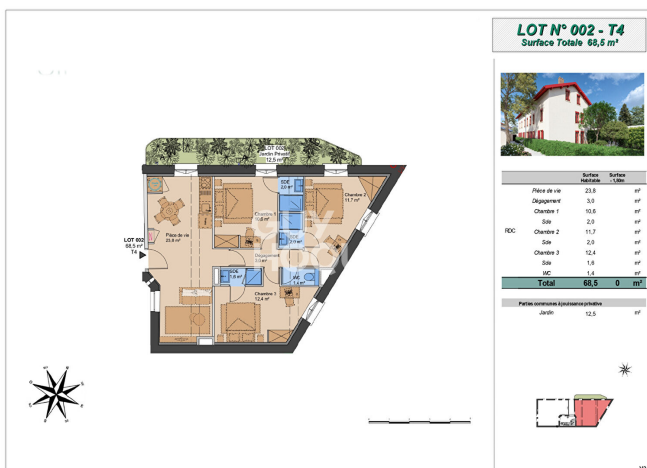 LOT N° 002 - T4
Surface Totale 68,5 m²
LOT 002
Jardin Privatif
12,5 m²
SDE
2,0 m²
Chambre 2
11,7 m²
Chambre 1
10,6 m²
2,0 m²
Pièce de vie
23,8 m²
LOT 002
68,5 m²
T4
Dégagement
3,0 m²
SDE
1,6 m²
WC
1,4 m²
Chambre 3
12,4 m²
Surface Habitable Surface - 1,80m
RDC
Pièce de vie 23,8 m²
Dégagement 3,0 m²
Chambre 1 10,6 m²
Sde 2,0 m²
Chambre 2 11,7 m²
Sde 2,0 m²
Chambre 3 12,4 m²
Sde 1,6 m²
WC 1,4 m²
Total 68,5 0 m²
Parties communes à jouissance privative
Jardin 12,5 m²